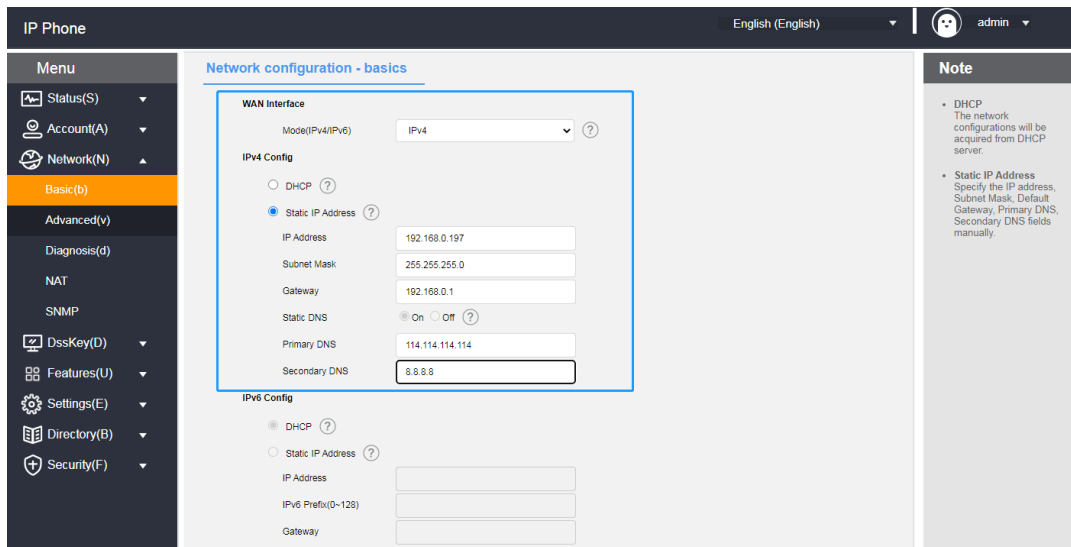 IP Phone
English (English)
admin
Menu
Status(S)
Account(A)
Network(N)
Basic(b)
Advanced(v)
Diagnosis(d)
NAT
SNMP
DssKey(D)
Features(U)
Settings(E)
Directory(B)
Security(F)
Network configuration - basics
WAN Interface
Mode(IPv4/IPv6) IPv4 ?
IPv4 Config
DHCP ?
Static IP Address ?
IP Address 192.168.0.197
Subnet Mask 255.255.255.0
Gateway 192.168.0.1
Static DNS On Off ?
Primary DNS 114.114.114.114
Secondary DNS 8.8.8.8
IPv6 Config
DHCP ?
Static IP Address ?
IP Address
IPv6 Prefix(0~128)
Gateway
Note
• DHCP
The network
configurations will be
acquired from DHCP
server.
• Static IP Address
Specify the IP address,
Subnet Mask, Default
Gateway, Primary DNS,
Secondary DNS fields
manually.